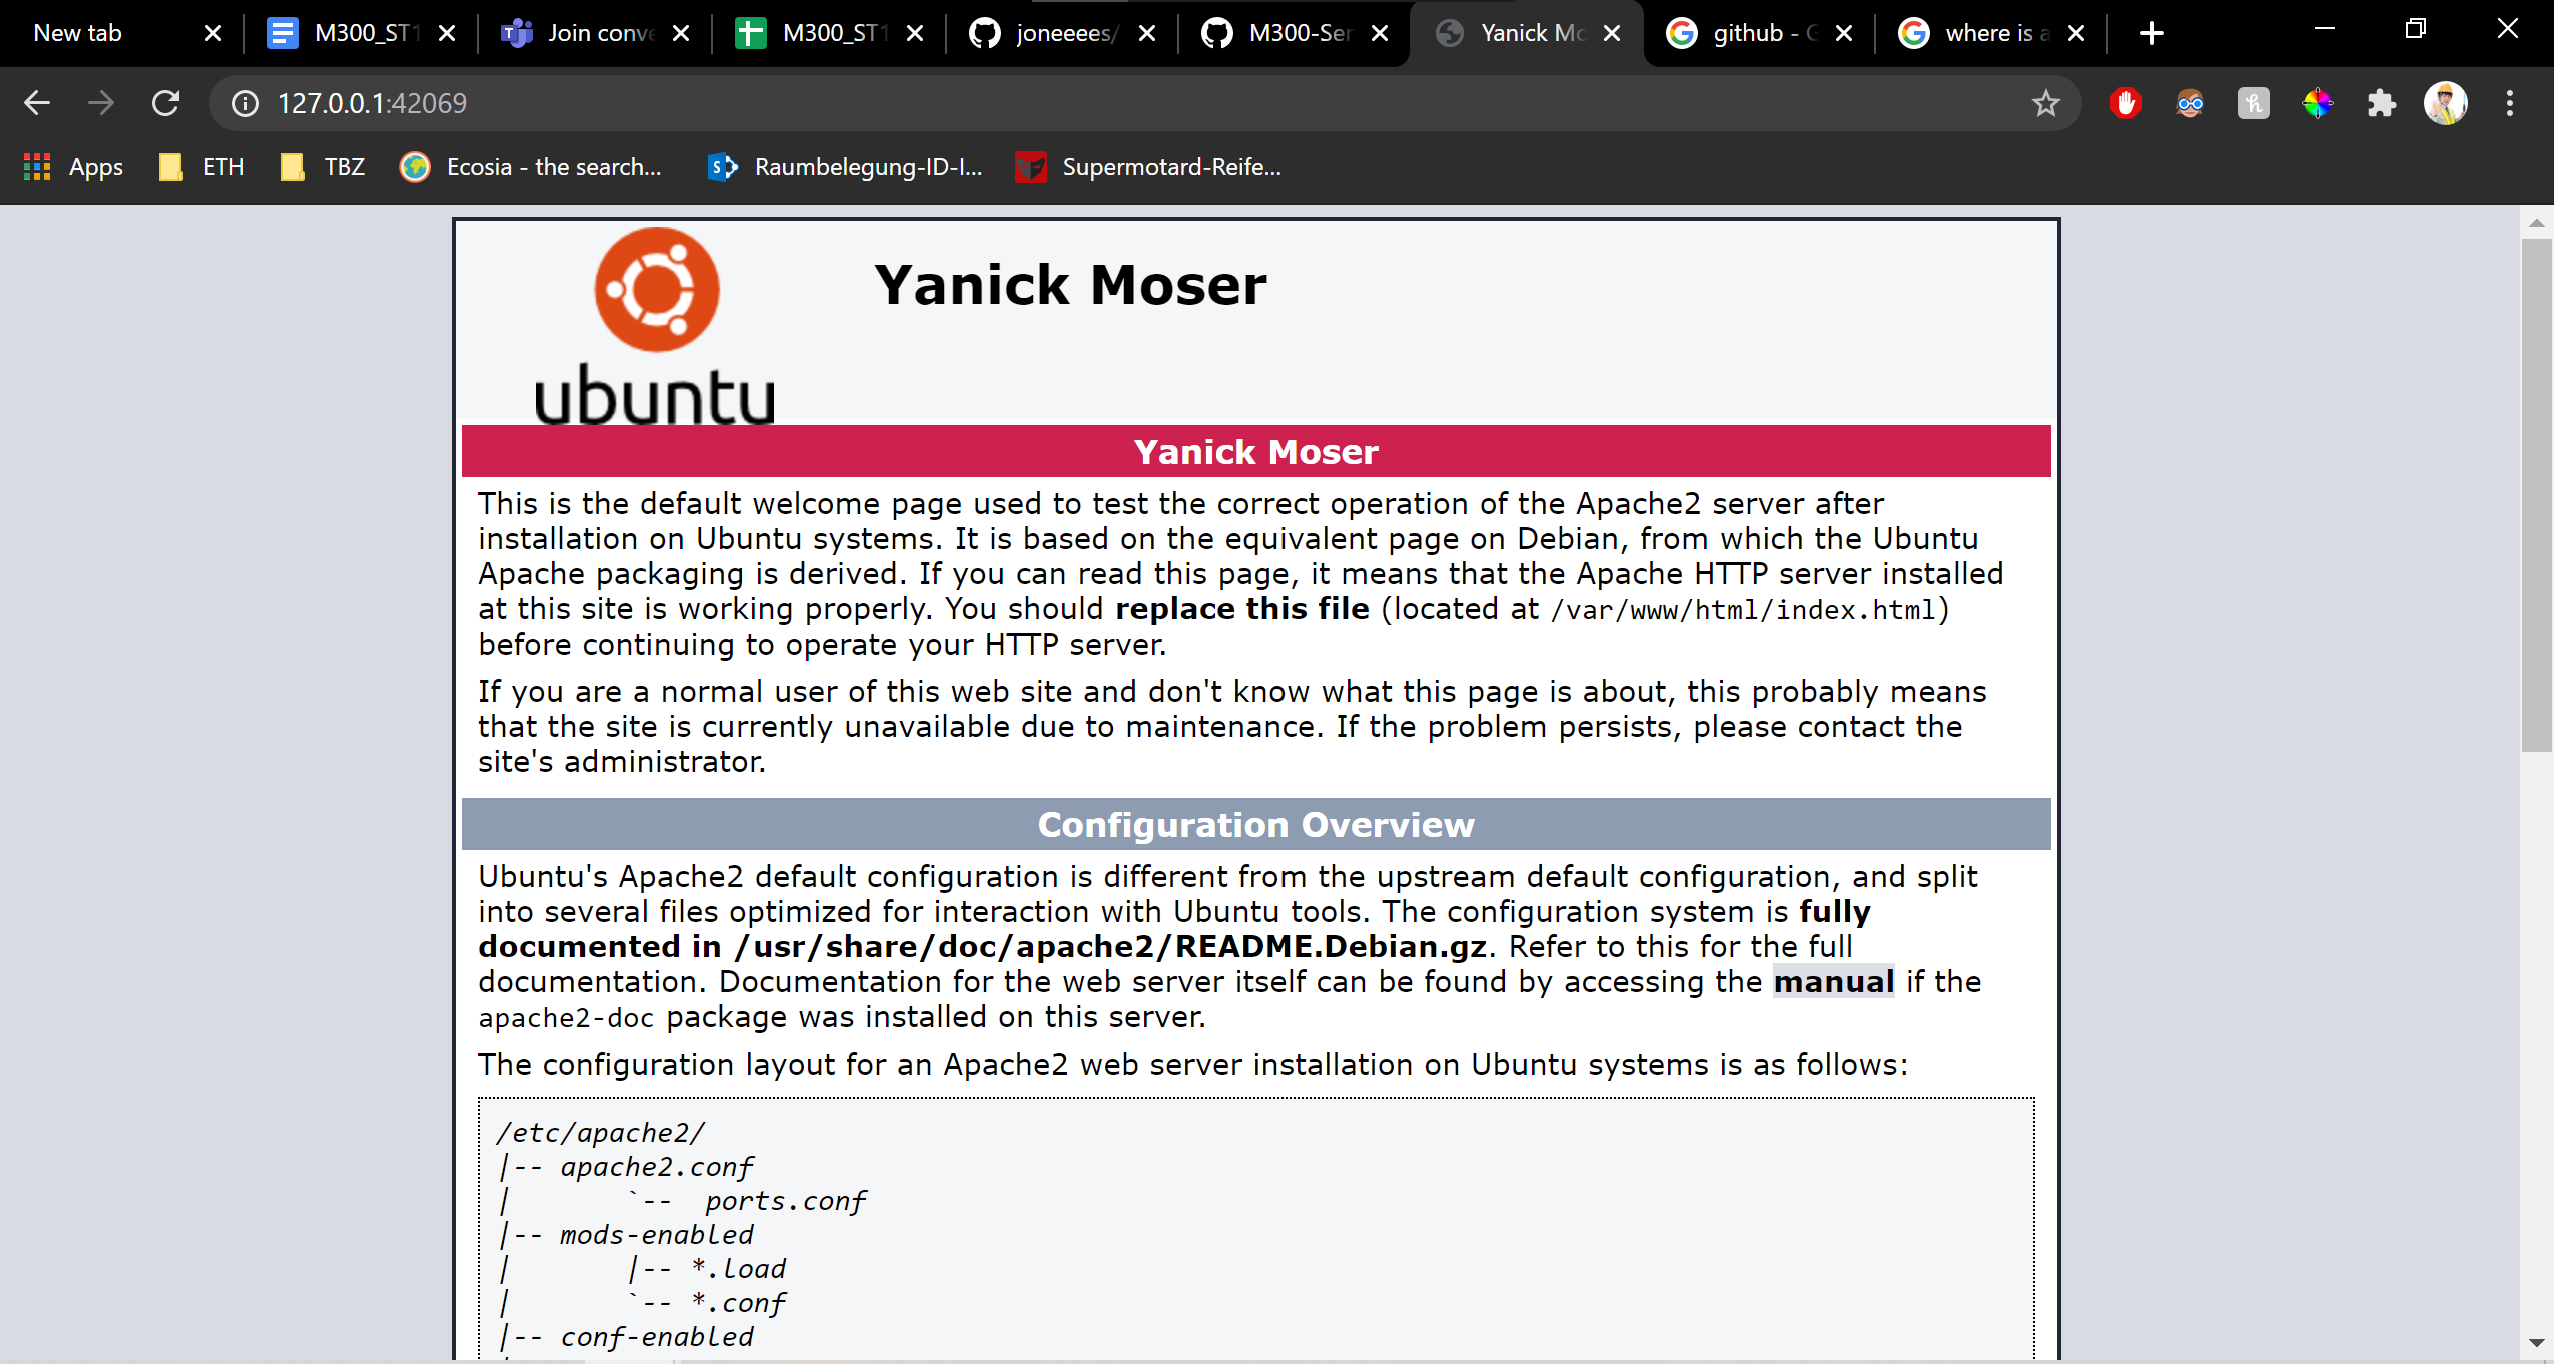 New tab
M300_ST1
Join conve
M300_ST1
joneeees/
M300-Ser
Yanick Mo
github - G
where is a
127.0.0.1:42069
Apps
ETH
TBZ
Ecosia - the search...
Raumbelegung-ID-I...
Supermotard-Reife...
ubuntu
Yanick Moser
Yanick Moser
This is the default welcome page used to test the correct operation of the Apache2 server after
installation on Ubuntu systems. It is based on the equivalent page on Debian, from which the Ubuntu
Apache packaging is derived. If you can read this page, it means that the Apache HTTP server installed
at this site is working properly. You should replace this file (located at /var/www/html/index.html)
before continuing to operate your HTTP server.
If you are a normal user of this web site and don't know what this page is about, this probably means
that the site is currently unavailable due to maintenance. If the problem persists, please contact the
site's administrator.
Configuration Overview
Ubuntu's Apache2 default configuration is different from the upstream default configuration, and split
into several files optimized for interaction with Ubuntu tools. The configuration system is fully
documented in /usr/share/doc/apache2/README.Debian.gz. Refer to this for the full
documentation. Documentation for the web server itself can be found by accessing the manual if the
apache2-doc package was installed on this server.
The configuration layout for an Apache2 web server installation on Ubuntu systems is as follows:
/etc/apache2/
|-- apache2.conf
|       `--  ports.conf
|-- mods-enabled
|       |-- *.load
|       `-- *.conf
|-- conf-enabled